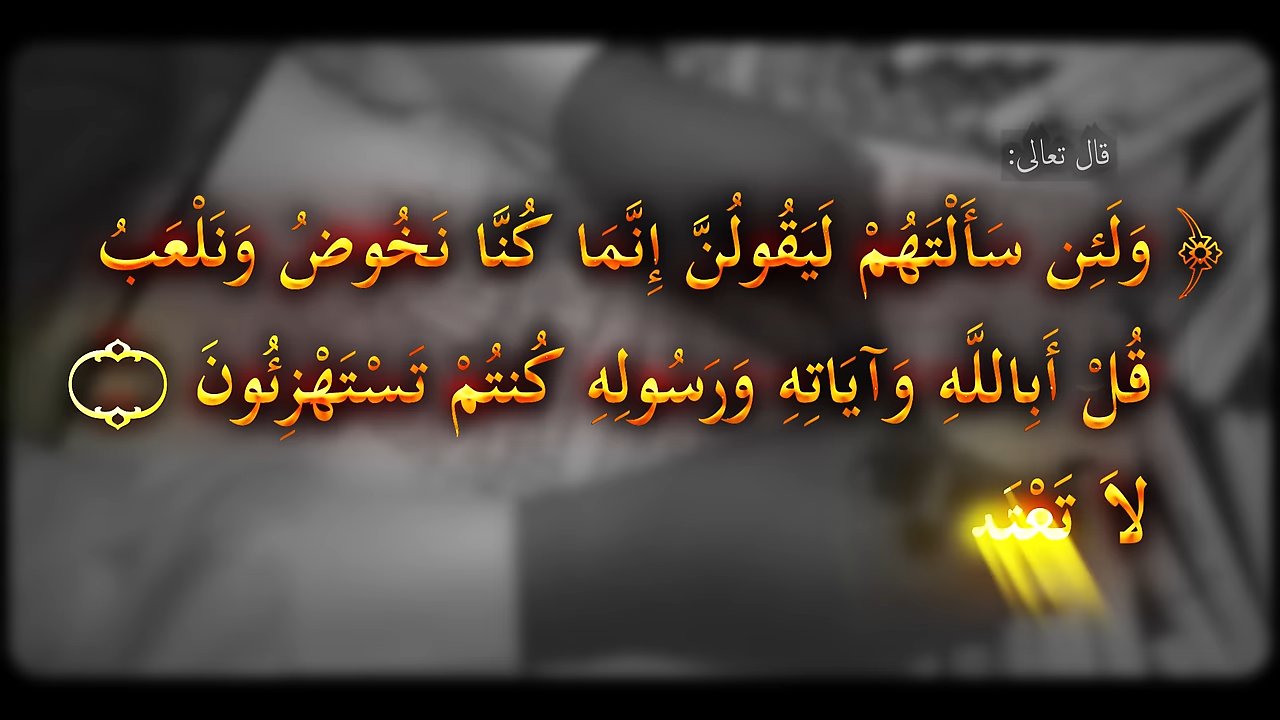 قال تعالى:
﴿ وَلَئِن سَأَلْتَهُمْ لَيَقُولُنَّ إِنَّمَا كُنَّا نَخُوضُ وَنَلْعَبُ
قُلْ أَبِاللَّهِ وَآيَاتِهِ وَرَسُولِهِ كُنتُمْ تَسْتَهْزِئُونَ
لاَ تَعْتَد